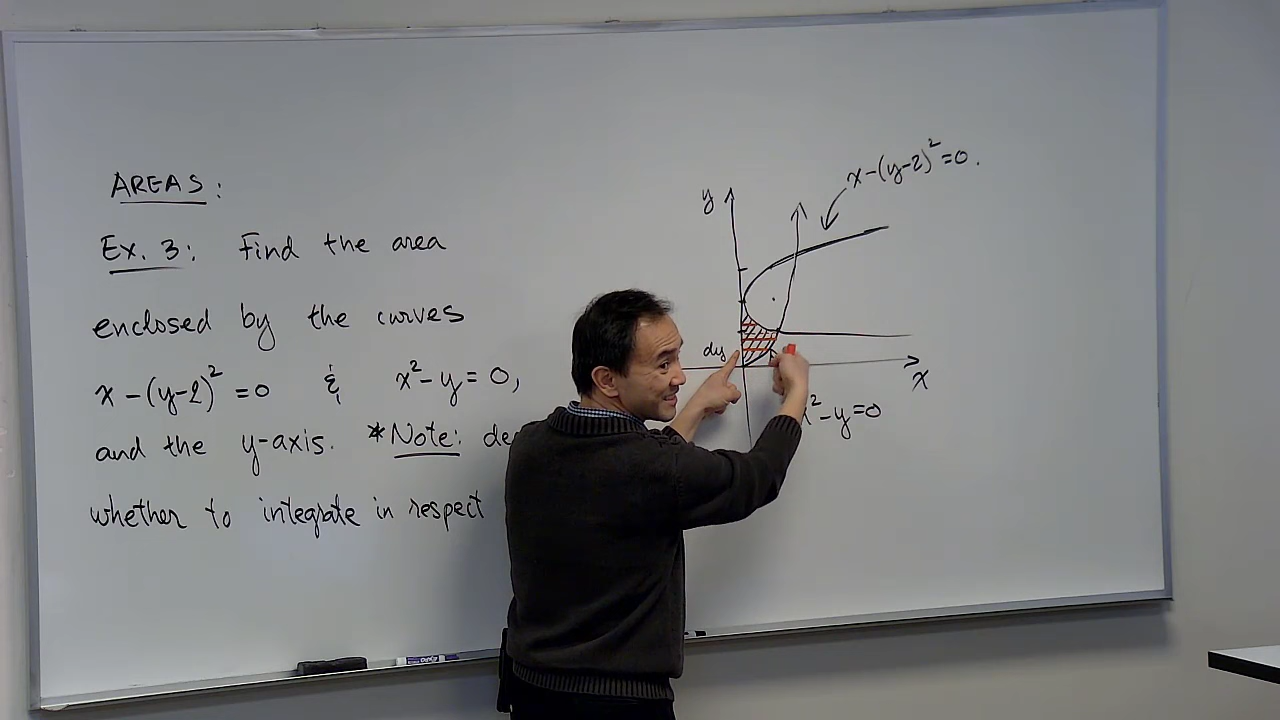 AREAS:
Ex. 3: Find the area
enclosed by the curves
x-(y-2)²=0 & x²-y=0,
and the y-axis. *Note:
whether to integrate in respect
x-(y-2)²=0.
y
dy
x
x²-y=0